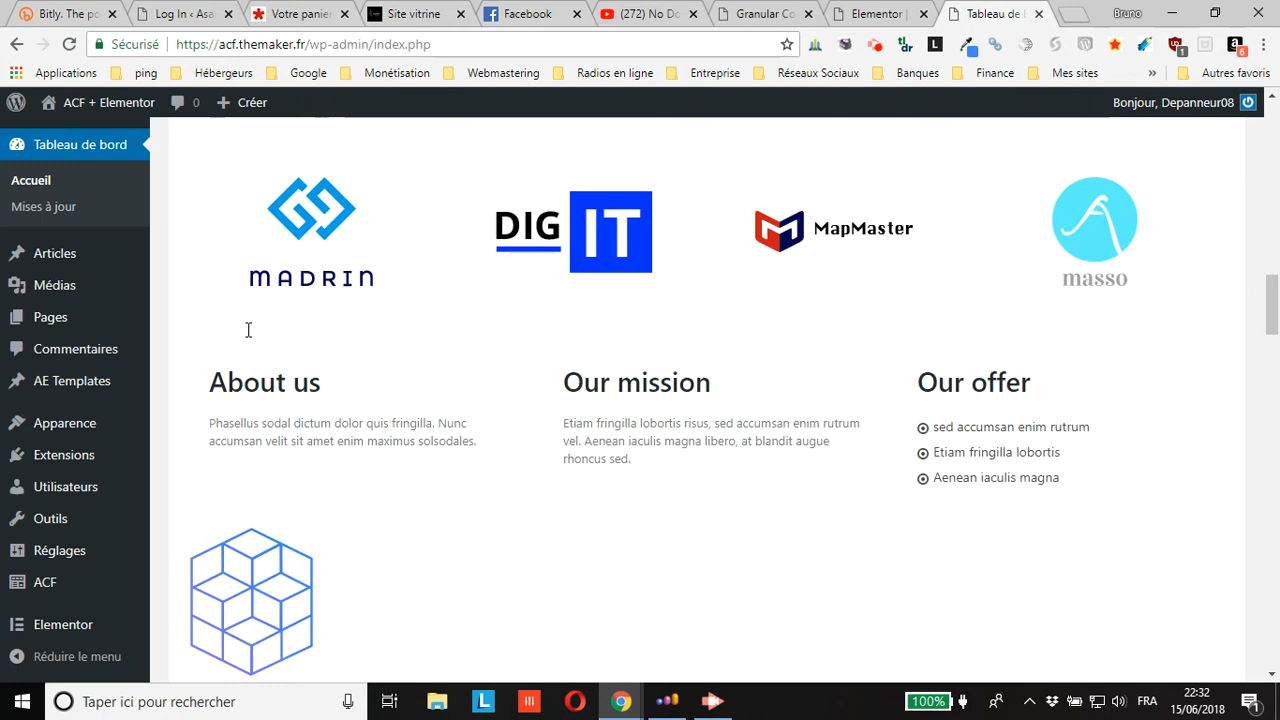 Bitly. The po
Log In ‹ Asa
Votre panie
Site vitrine
Facebook
(272) No Do
Granular Co
Elementor |
Tableau de
Bruno
Sécurisé
https://acf.themaker.fr/wp-admin/index.php
tl;dr
L
1
6
Applications
ping
Hébergeurs
Google
Monétisation
Webmastering
Radios en ligne
Entreprise
Réseaux Sociaux
Banques
Finance
Mes sites
»
Autres favoris
ACF + Elementor
0
Créer
Bonjour, Depanneur08
Tableau de bord
Accueil
Mises à jour
Articles
Médias
Pages
Commentaires
AE Templates
Apparence
Extensions
Utilisateurs
Outils
Réglages
ACF
Elementor
Réduire le menu
MADRIN
DIG IT
MapMaster
masso
About us
Phasellus sodal dictum dolor quis fringilla. Nunc
accumsan velit sit amet enim maximus solsodales.
Our mission
Etiam fringilla lobortis risus, sed accumsan enim rutrum
vel. Aenean iaculis magna libero, at blandit augue
rhoncus sed.
Our offer
sed accumsan enim rutrum
Etiam fringilla lobortis
Aenean iaculis magna
Taper ici pour rechercher
L
100%
FRA
22:32
15/06/2018
1